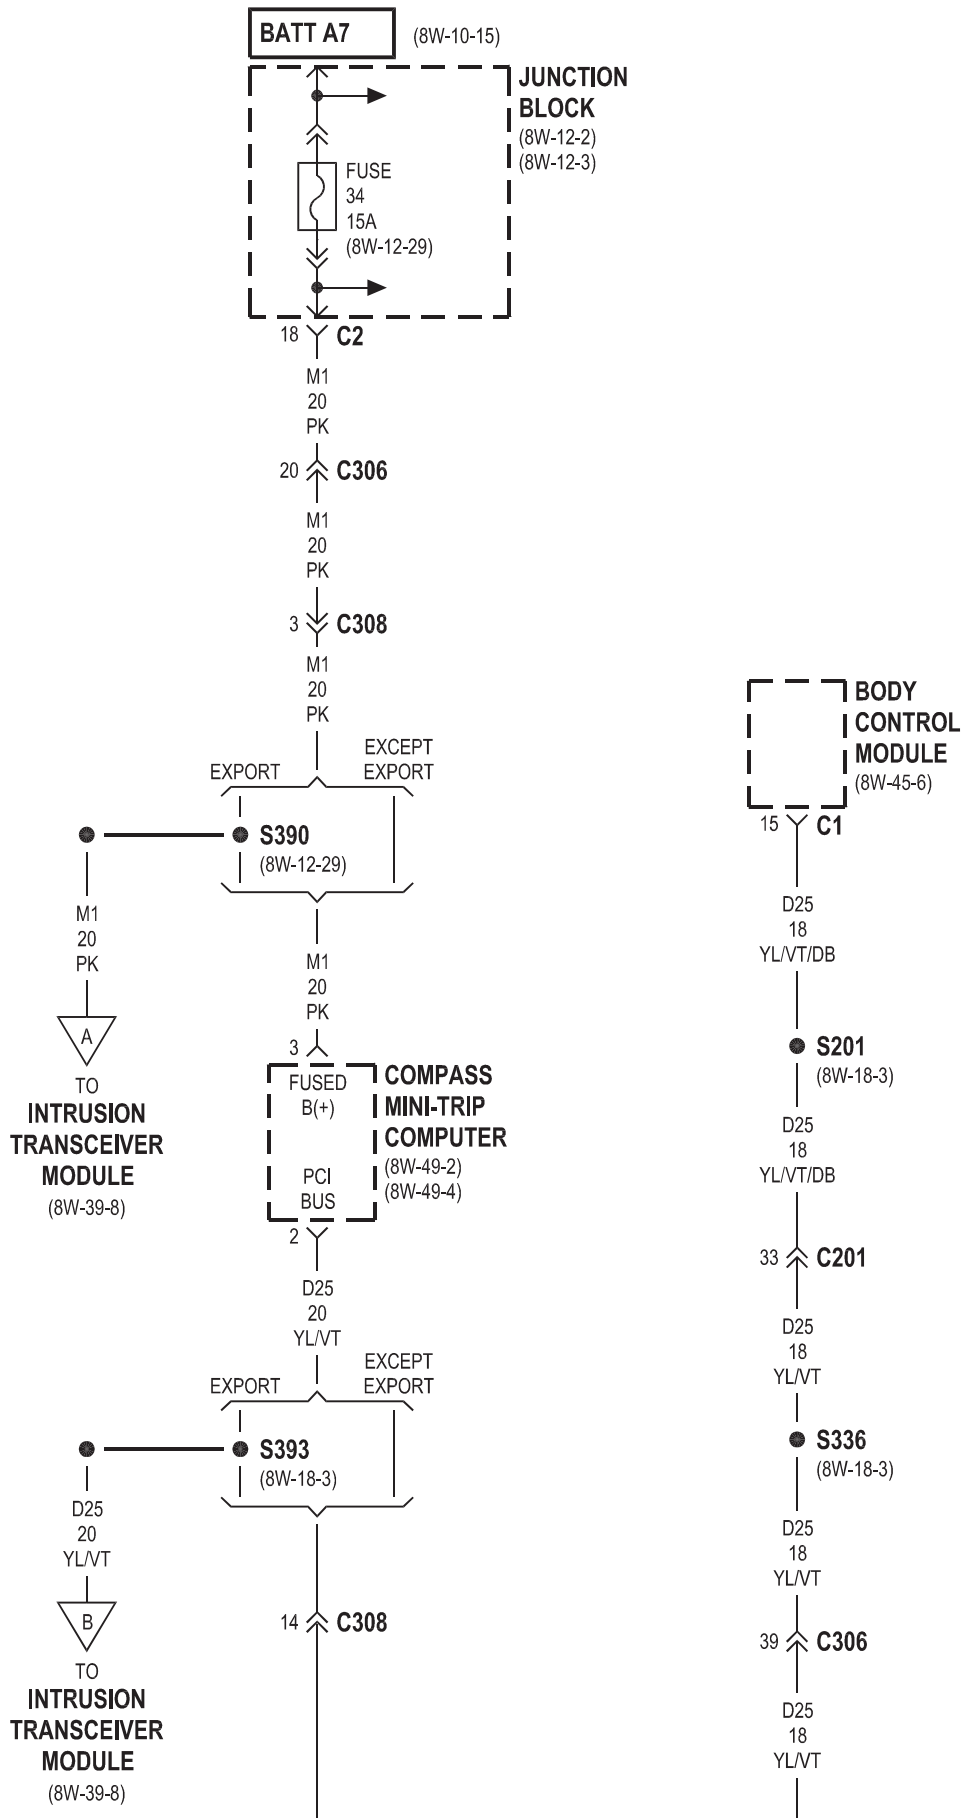 BATT A7
(8W-10-15)
JUNCTION
BLOCK
(8W-12-2)
(8W-12-3)
FUSE
34
15A
(8W-12-29)
18
C2
M1
20
PK
20
C306
M1
20
PK
3
C308
M1
20
PK
EXPORT
EXCEPT
EXPORT
S390
(8W-12-29)
M1
20
PK
A
TO
INTRUSION
TRANSCEIVER
MODULE
(8W-39-8)
M1
20
PK
3
FUSED
B(+)
PCI
BUS
COMPASS
MINI-TRIP
COMPUTER
(8W-49-2)
(8W-49-4)
2
D25
20
YL/VT
EXPORT
EXCEPT
EXPORT
S393
(8W-18-3)
D25
20
YL/VT
B
TO
INTRUSION
TRANSCEIVER
MODULE
(8W-39-8)
14
C308
BODY
CONTROL
MODULE
(8W-45-6)
15
C1
D25
18
YL/VT/DB
S201
(8W-18-3)
D25
18
YL/VT/DB
33
C201
D25
18
YL/VT
S336
(8W-18-3)
D25
18
YL/VT
39
C306
D25
18
YL/VT